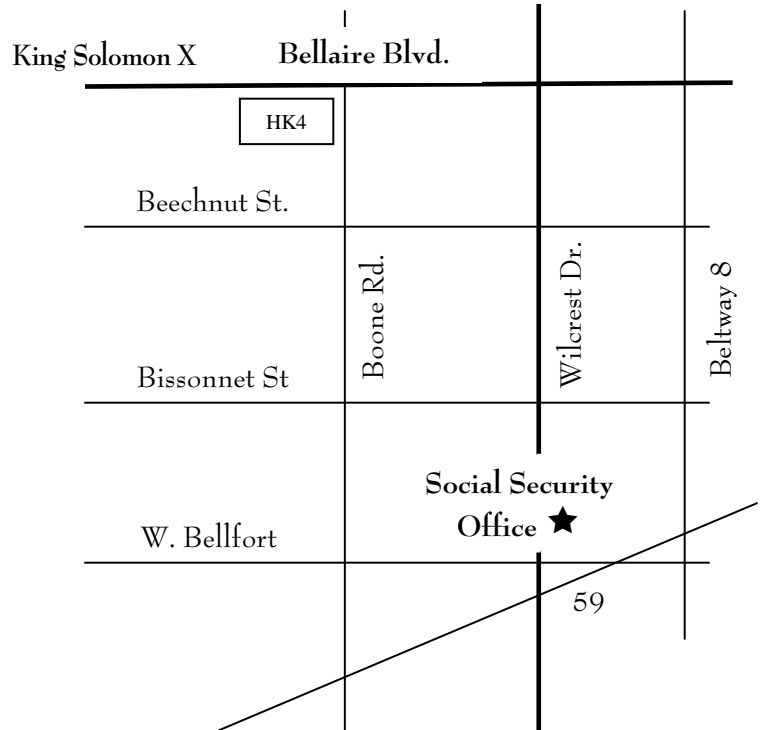 King Solomon X
Bellaire Blvd.
HK4
Beechnut St.
Boone Rd.
Wilcrest Dr.
Beltway 8
Bissonnet St
Social Security
Office
W. Bellfort
59